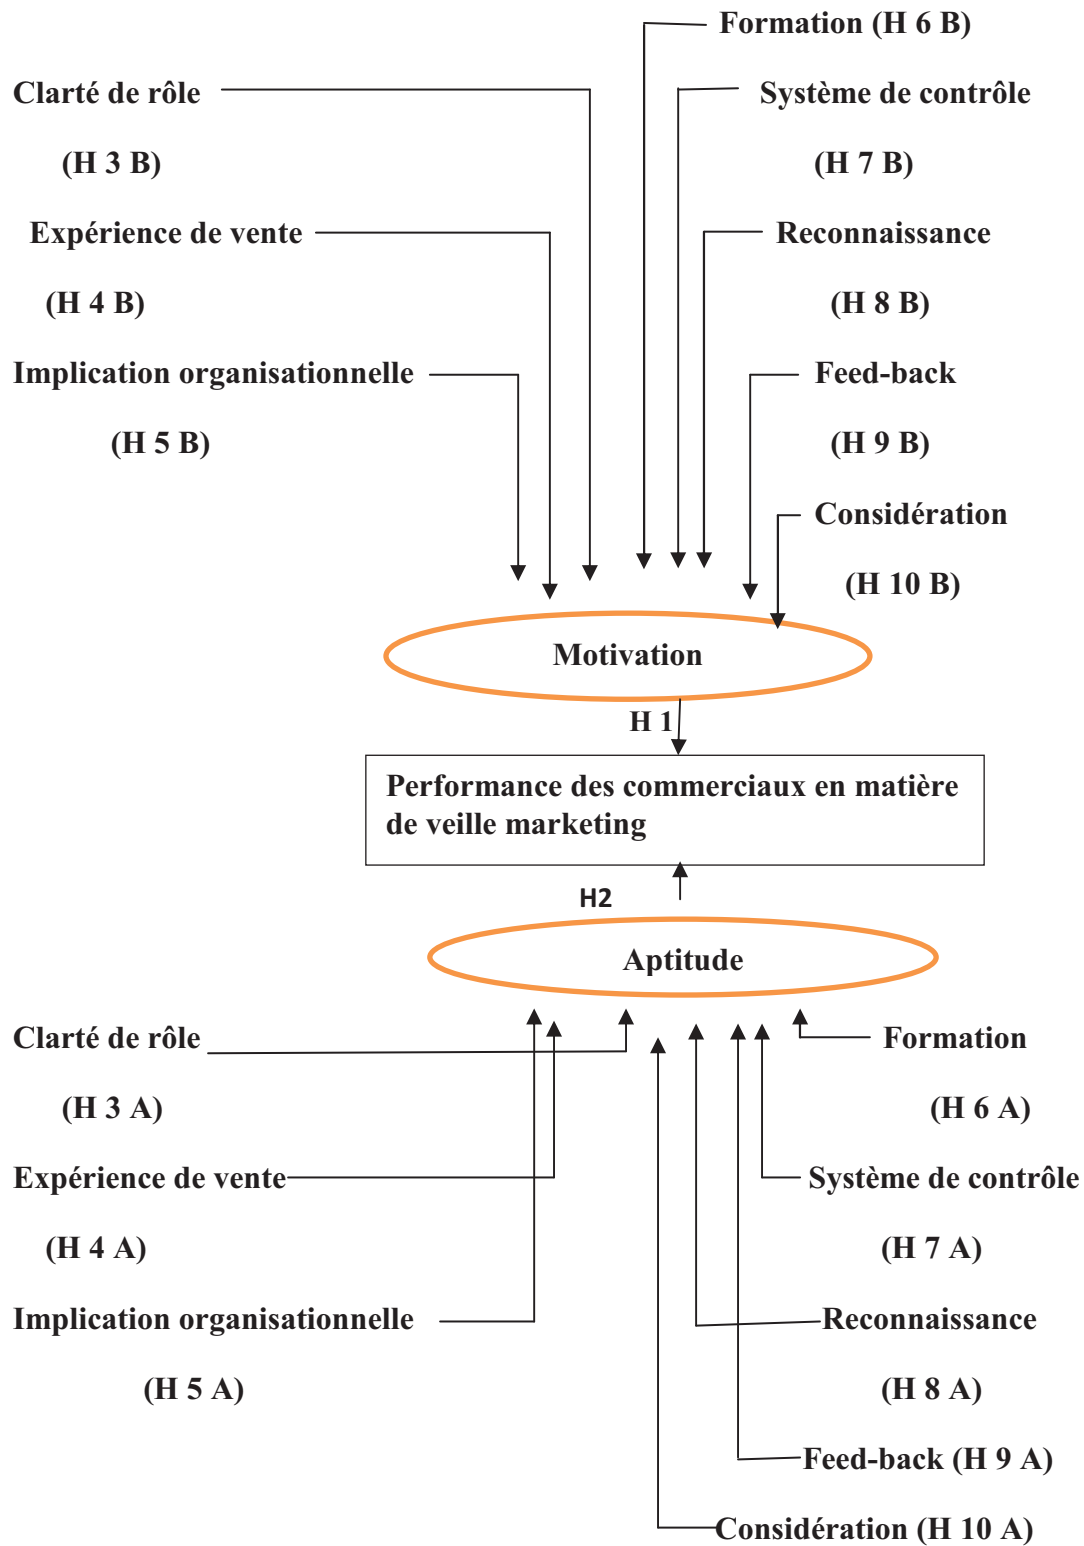 Formation (H 6 B)
Clarté de rôle
Système de contrôle
(H 3 B)
(H 7 B)
Expérience de vente
Reconnaissance
(H 4 B)
(H 8 B)
Implication organisationnelle
Feed-back
(H 5 B)
(H 9 B)
Considération
(H 10 B)
Motivation
H 1
Performance des commerciaux en matière
de veille marketing
H2
Aptitude
Clarté de rôle
Formation
(H 3 A)
(H 6 A)
Expérience de vente
Système de contrôle
(H 4 A)
(H 7 A)
Implication organisationnelle
Reconnaissance
(H 5 A)
(H 8 A)
Feed-back (H 9 A)
Considération (H 10 A)